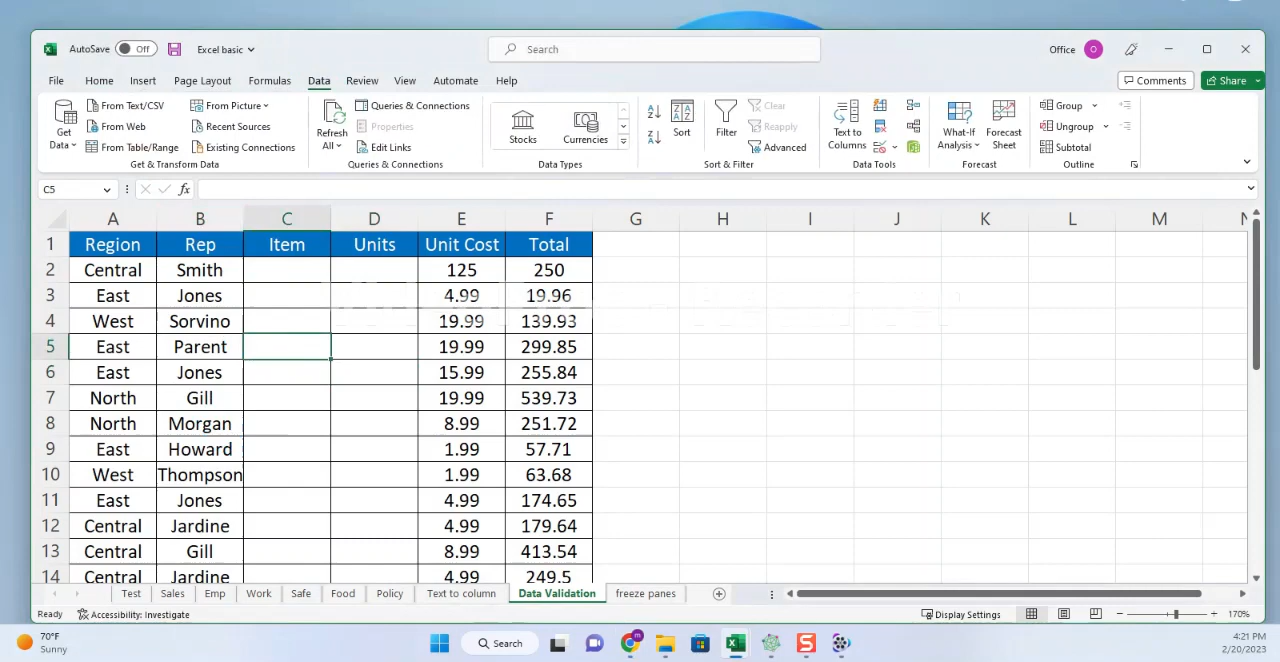 AutoSave Off Excel basic Search Office O
File Home Insert Page Layout Formulas Data Review View Automate Help Comments Share
Get Data From Text/CSV From Web From Table/Range From Picture Recent Sources Existing Connections
Get & Transform Data
Refresh All Queries & Connections Properties Edit Links
Queries & Connections
Stocks Currencies
Data Types
Sort Filter Clear Reapply Advanced
Sort & Filter
Text to Columns
Data Tools
What-If Analysis Forecast Sheet
Forecast
Group Ungroup Subtotal
Outline
C5 fx
A B C D E F G H I J K L M N
1 Region Rep Item Units Unit Cost Total
2 Central Smith 125 250
3 East Jones 4.99 19.96
4 West Sorvino 19.99 139.93
5 East Parent 19.99 299.85
6 East Jones 15.99 255.84
7 North Gill 19.99 539.73
8 North Morgan 8.99 251.72
9 East Howard 1.99 57.71
10 West Thompson 1.99 63.68
11 East Jones 4.99 174.65
12 Central Jardine 4.99 179.64
13 Central Gill 8.99 413.54
14 Central Jardine 4.99 249.5
Test Sales Emp Work Safe Food Policy Text to column Data Validation freeze panes
Ready Accessibility: Investigate Display Settings 170%
70°F
Sunny
Search
4:21 PM
2/20/2023